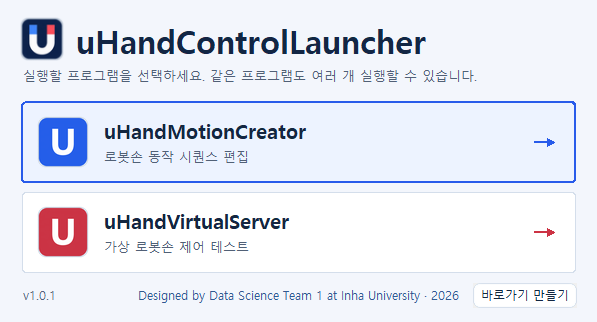 U uHandControlLauncher
실행할 프로그램을 선택하세요. 같은 프로그램도 여러 개 실행할 수 있습니다.
U uHandMotionCreator →
로봇손 동작 시퀀스 편집
U uHandVirtualServer →
가상 로봇손 제어 테스트
v1.0.1 Designed by Data Science Team 1 at Inha University · 2026 바로가기 만들기